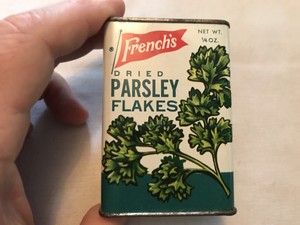 French's
NET WT.
¼ OZ.
DRIED
PARSLEY
FLAKES